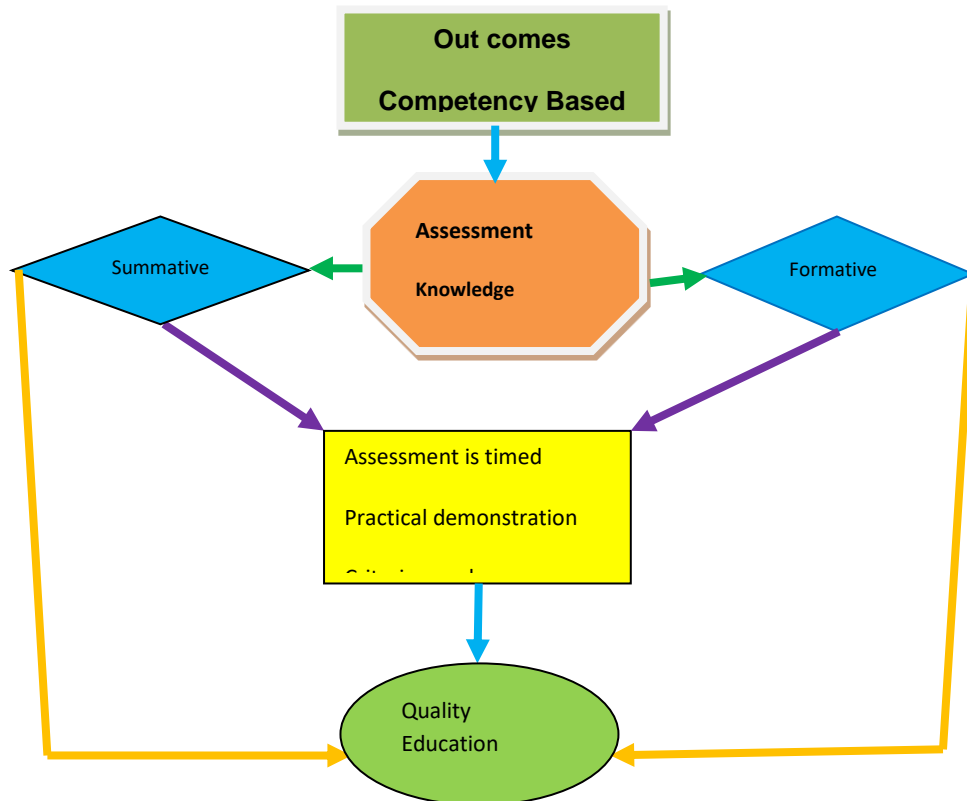 Out comes
Competency Based
Assessment
Knowledge
Summative
Formative
Assessment is timed
Practical demonstration
Quality
Education